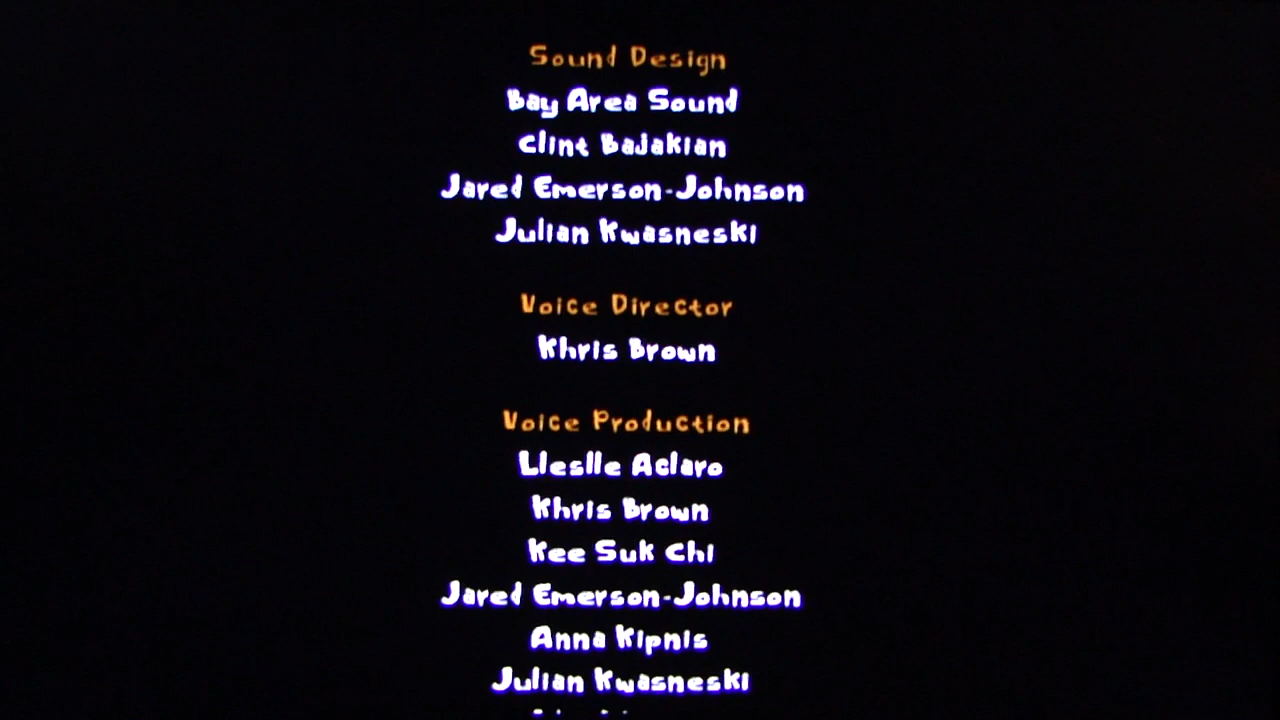 Sound Design
Bay Area Sound
Clint Bajakian
Jared Emerson-Johnson
Julian Kwasneski
Voice Director
Khris Brown
Voice Production
Lieslle Aclaro
Khris Brown
Kee Suk Chi
Jared Emerson-Johnson
Anna Kipnis
Julian Kwasneski